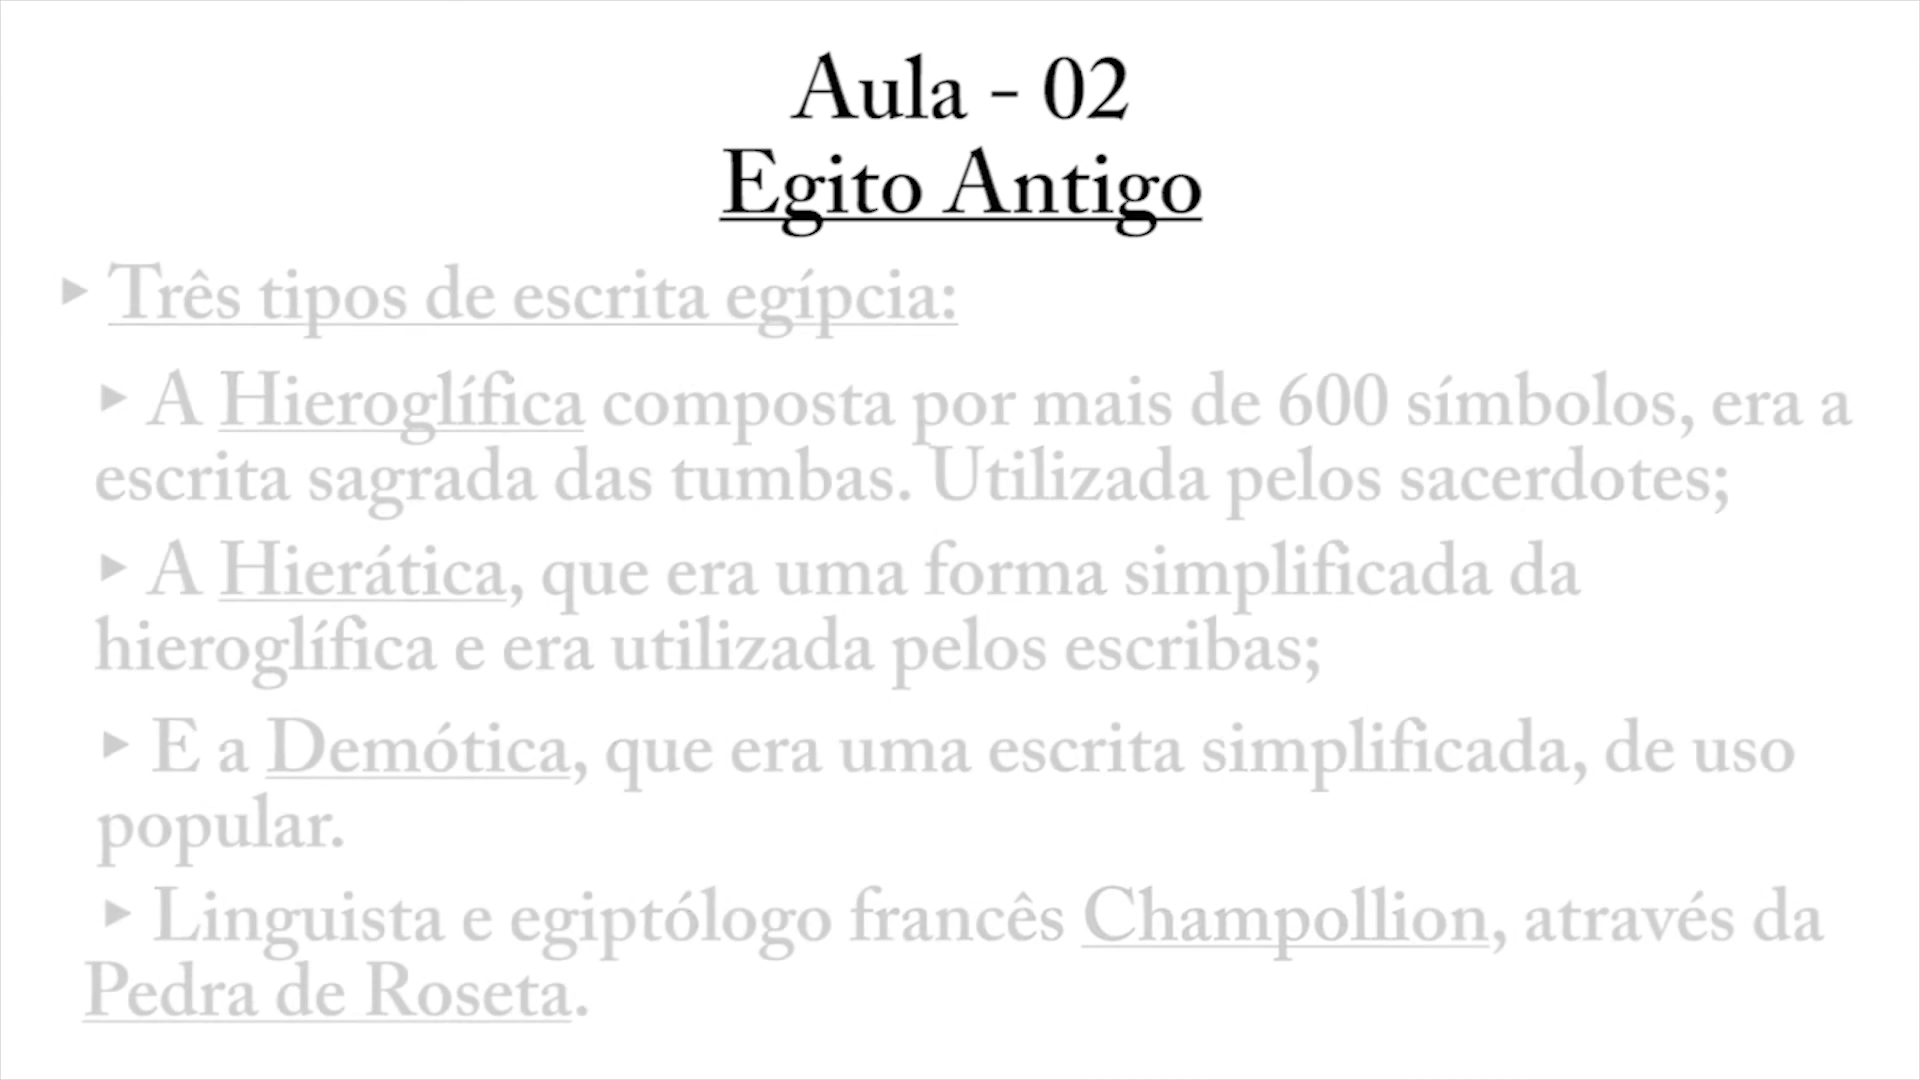 Aula - 02
Egito Antigo
▸ Três tipos de escrita egípcia:
▸ A Hieroglífica composta por mais de 600 símbolos, era a
escrita sagrada das tumbas. Utilizada pelos sacerdotes;
▸ A Hierática, que era uma forma simplificada da
hieroglífica e era utilizada pelos escribas;
▸ E a Demótica, que era uma escrita simplificada, de uso
popular.
▸ Linguista e egiptólogo francês Champollion, através da
Pedra de Roseta.